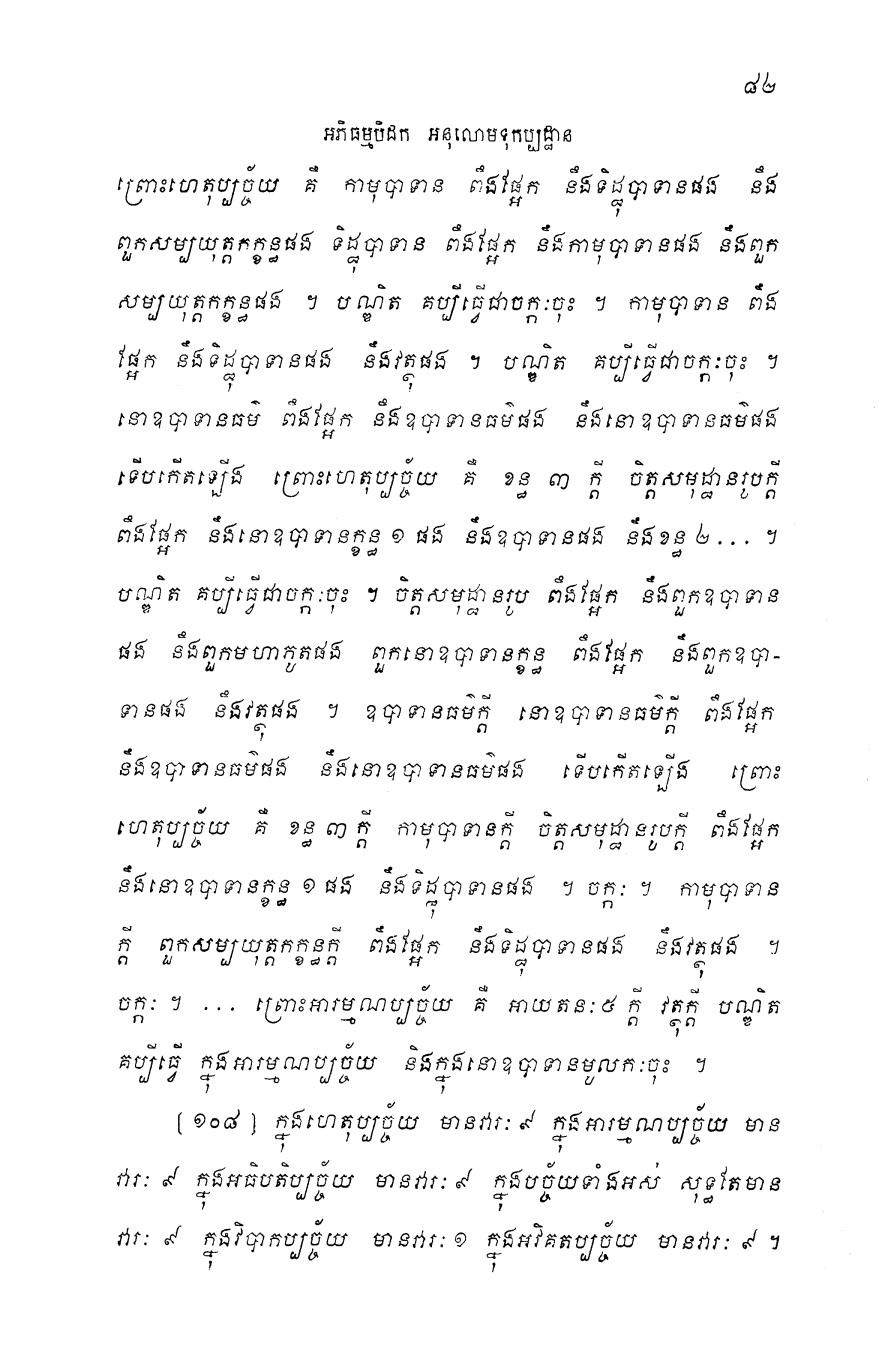 ៨២
អភិធម្មបិដក អនុលោមទុកប្បដ្ឋាន
ព្រោះហេតុប្បច្ច័យ គឺ កាមុបាទាន ពឹងផ្អែក នឹងទិដ្ឋុបាទានផង នឹង
ពួកសម្បយុត្តកក្ខន្ធផង ទិដ្ឋុបាទាន ពឹងផ្អែក នឹងកាមុបាទានផង នឹងពួក
សម្បយុត្តកក្ខន្ធផង ។ បណ្ឌិត គប្បីធ្វើជាចក្កៈចុះ ។ កាមុបាទាន ពឹង
ផ្អែក នឹងទិដ្ឋុបាទានផង នឹងវត្ថុផង ។ បណ្ឌិត គប្បីធ្វើជាចក្កៈចុះ ។
នោឧបាទានធម៌ ពឹងផ្អែក នឹងឧបាទានធម៌ផង នឹងនោឧបាទានធម៌ផង
ទើបកើតឡើង ព្រោះហេតុប្បច្ច័យ គឺ ខន្ធ ៣ ក្តី ចិត្តសមុដ្ឋានរូបក្តី
ពឹងផ្អែក នឹងនោឧបាទានក្ខន្ធ ១ ផង នឹងឧបាទានផង នឹងខន្ធ ២... ។
បណ្ឌិត គប្បីធ្វើជាចក្កៈចុះ ។ ចិត្តសមុដ្ឋានរូប ពឹងផ្អែក នឹងពួកឧបាទាន
ផង នឹងពួកមហាភូតផង ពួកនោឧបាទានក្ខន្ធ ពឹងផ្អែក នឹងពួកឧបា-
ទានផង នឹងវត្ថុផង ។ ឧបាទានធម៌ក្តី នោឧបាទានធម៌ក្តី ពឹងផ្អែក
នឹងឧបាទានធម៌ផង នឹងនោឧបាទានធម៌ផង ទើបកើតឡើង ព្រោះ
ហេតុប្បច្ច័យ គឺ ខន្ធ ៣ ក្តី កាមុបាទានក្តី ចិត្តសមុដ្ឋានរូបក្តី ពឹងផ្អែក
នឹងនោឧបាទានក្ខន្ធ ១ ផង នឹងទិដ្ឋុបាទានផង ។ ចក្កៈ ។ កាមុបាទាន
ក្តី ពួកសម្បយុត្តកក្ខន្ធក្តី ពឹងផ្អែក នឹងទិដ្ឋុបាទានផង នឹងវត្ថុផង ។
ចក្កៈ ។ ... ព្រោះអារម្មណប្បច្ច័យ គឺ អាយតនៈ ៥ ក្តី វត្ថុក្តី បណ្ឌិត
គប្បីធ្វើ ក្នុងអារម្មណប្បច្ច័យ និងក្នុងនោឧបាទានមូលកៈចុះ ។
[ ១០៨ ] ក្នុងហេតុប្បច្ច័យ មានវារៈ ៩ ក្នុងអារម្មណប្បច្ច័យ មាន
វារៈ ៩ ក្នុងអធិបតិប្បច្ច័យ មានវារៈ ៩ ក្នុងបច្ច័យទាំងអស់ សុទ្ធតែមាន
វារៈ ៩ ក្នុងវិបាកប្បច្ច័យ មានវារៈ ១ ក្នុងអវិគតប្បច្ច័យ មានវារៈ ៩ ។